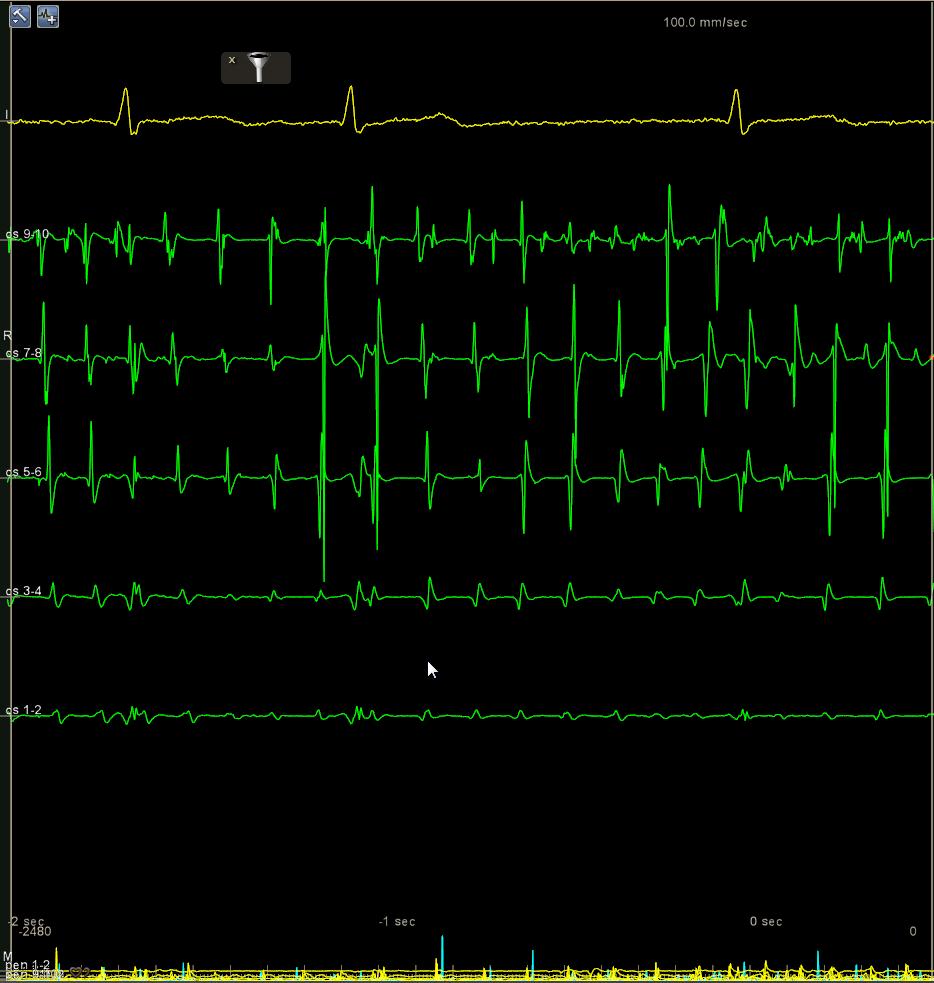 100.0 mm/sec
x
I
cs 9-10
R
cs 7-8
cs 5-6
cs 3-4
cs 1-2
-2 sec -1 sec 0 sec
-2480 0
M
pen 1-2